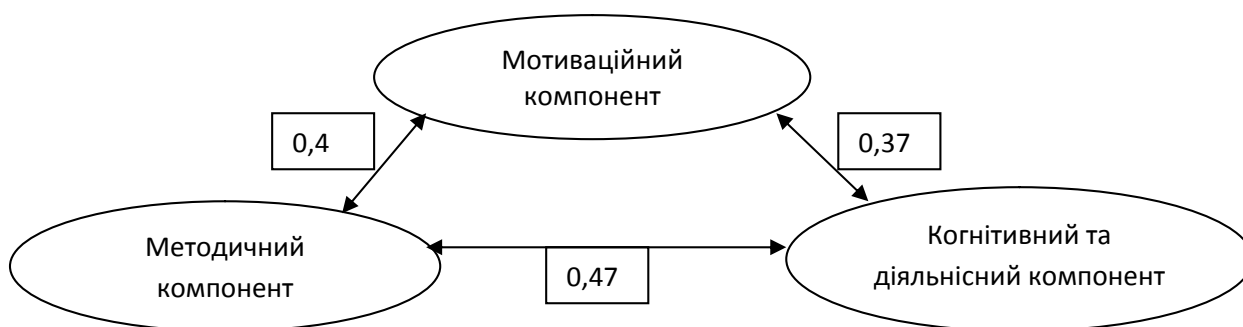 Мотиваційний
компонент
0,4
0,37
Методичний
компонент
Когнітивний та
діяльнісний компонент
0,47